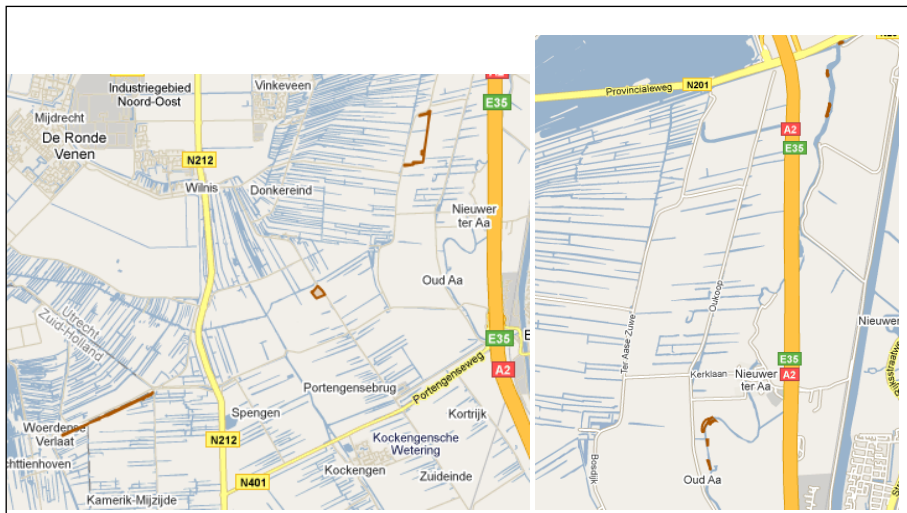 Industriegebied
Noord-Oost
Vinkeveen
E35
Mijdrecht
De Ronde
Venen
N212
Wilnis
Donkereind
Nieuwer
ter Aa
Oud Aa
Utrecht
Zuid-Holland
E35
A2
Portengenseweg
Portengensebrug
Spengen
Kortrijk
Woerdense
Verlaat
N212
Kockengensche
Wetering
chttienhoven
Kockengen
Zuideinde
N401
Kamerik-Mijzijde
Provincialeweg
N201
A2
E35
Oukoop
Ter Aase Zuwe
Nieuwer
E35
Kerklaan
Nieuwer
ter Aa
A2
Bosdijk
Oud Aa